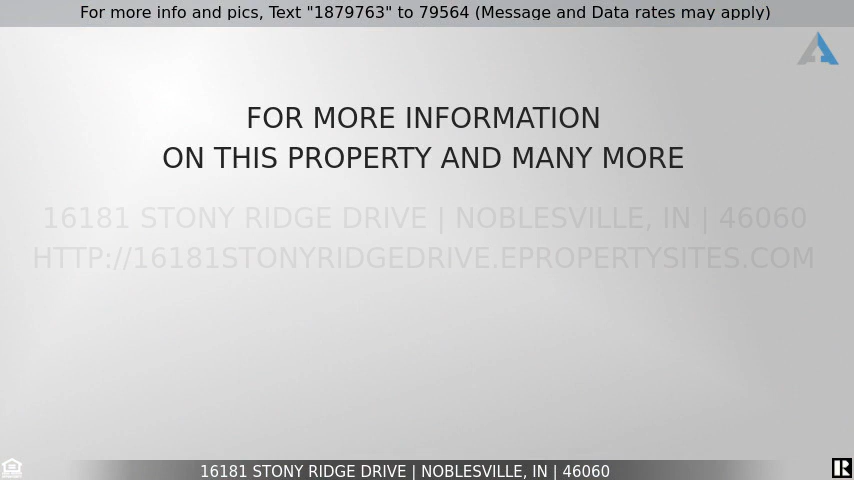 For more info and pics, Text "1879763" to 79564 (Message and Data rates may apply)
FOR MORE INFORMATION
ON THIS PROPERTY AND MANY MORE
16181 STONY RIDGE DRIVE | NOBLESVILLE, IN | 46060
HTTP://16181STONYRIDGEDRIVE.EPROPERTYSITES.COM
16181 STONY RIDGE DRIVE | NOBLESVILLE, IN | 46060